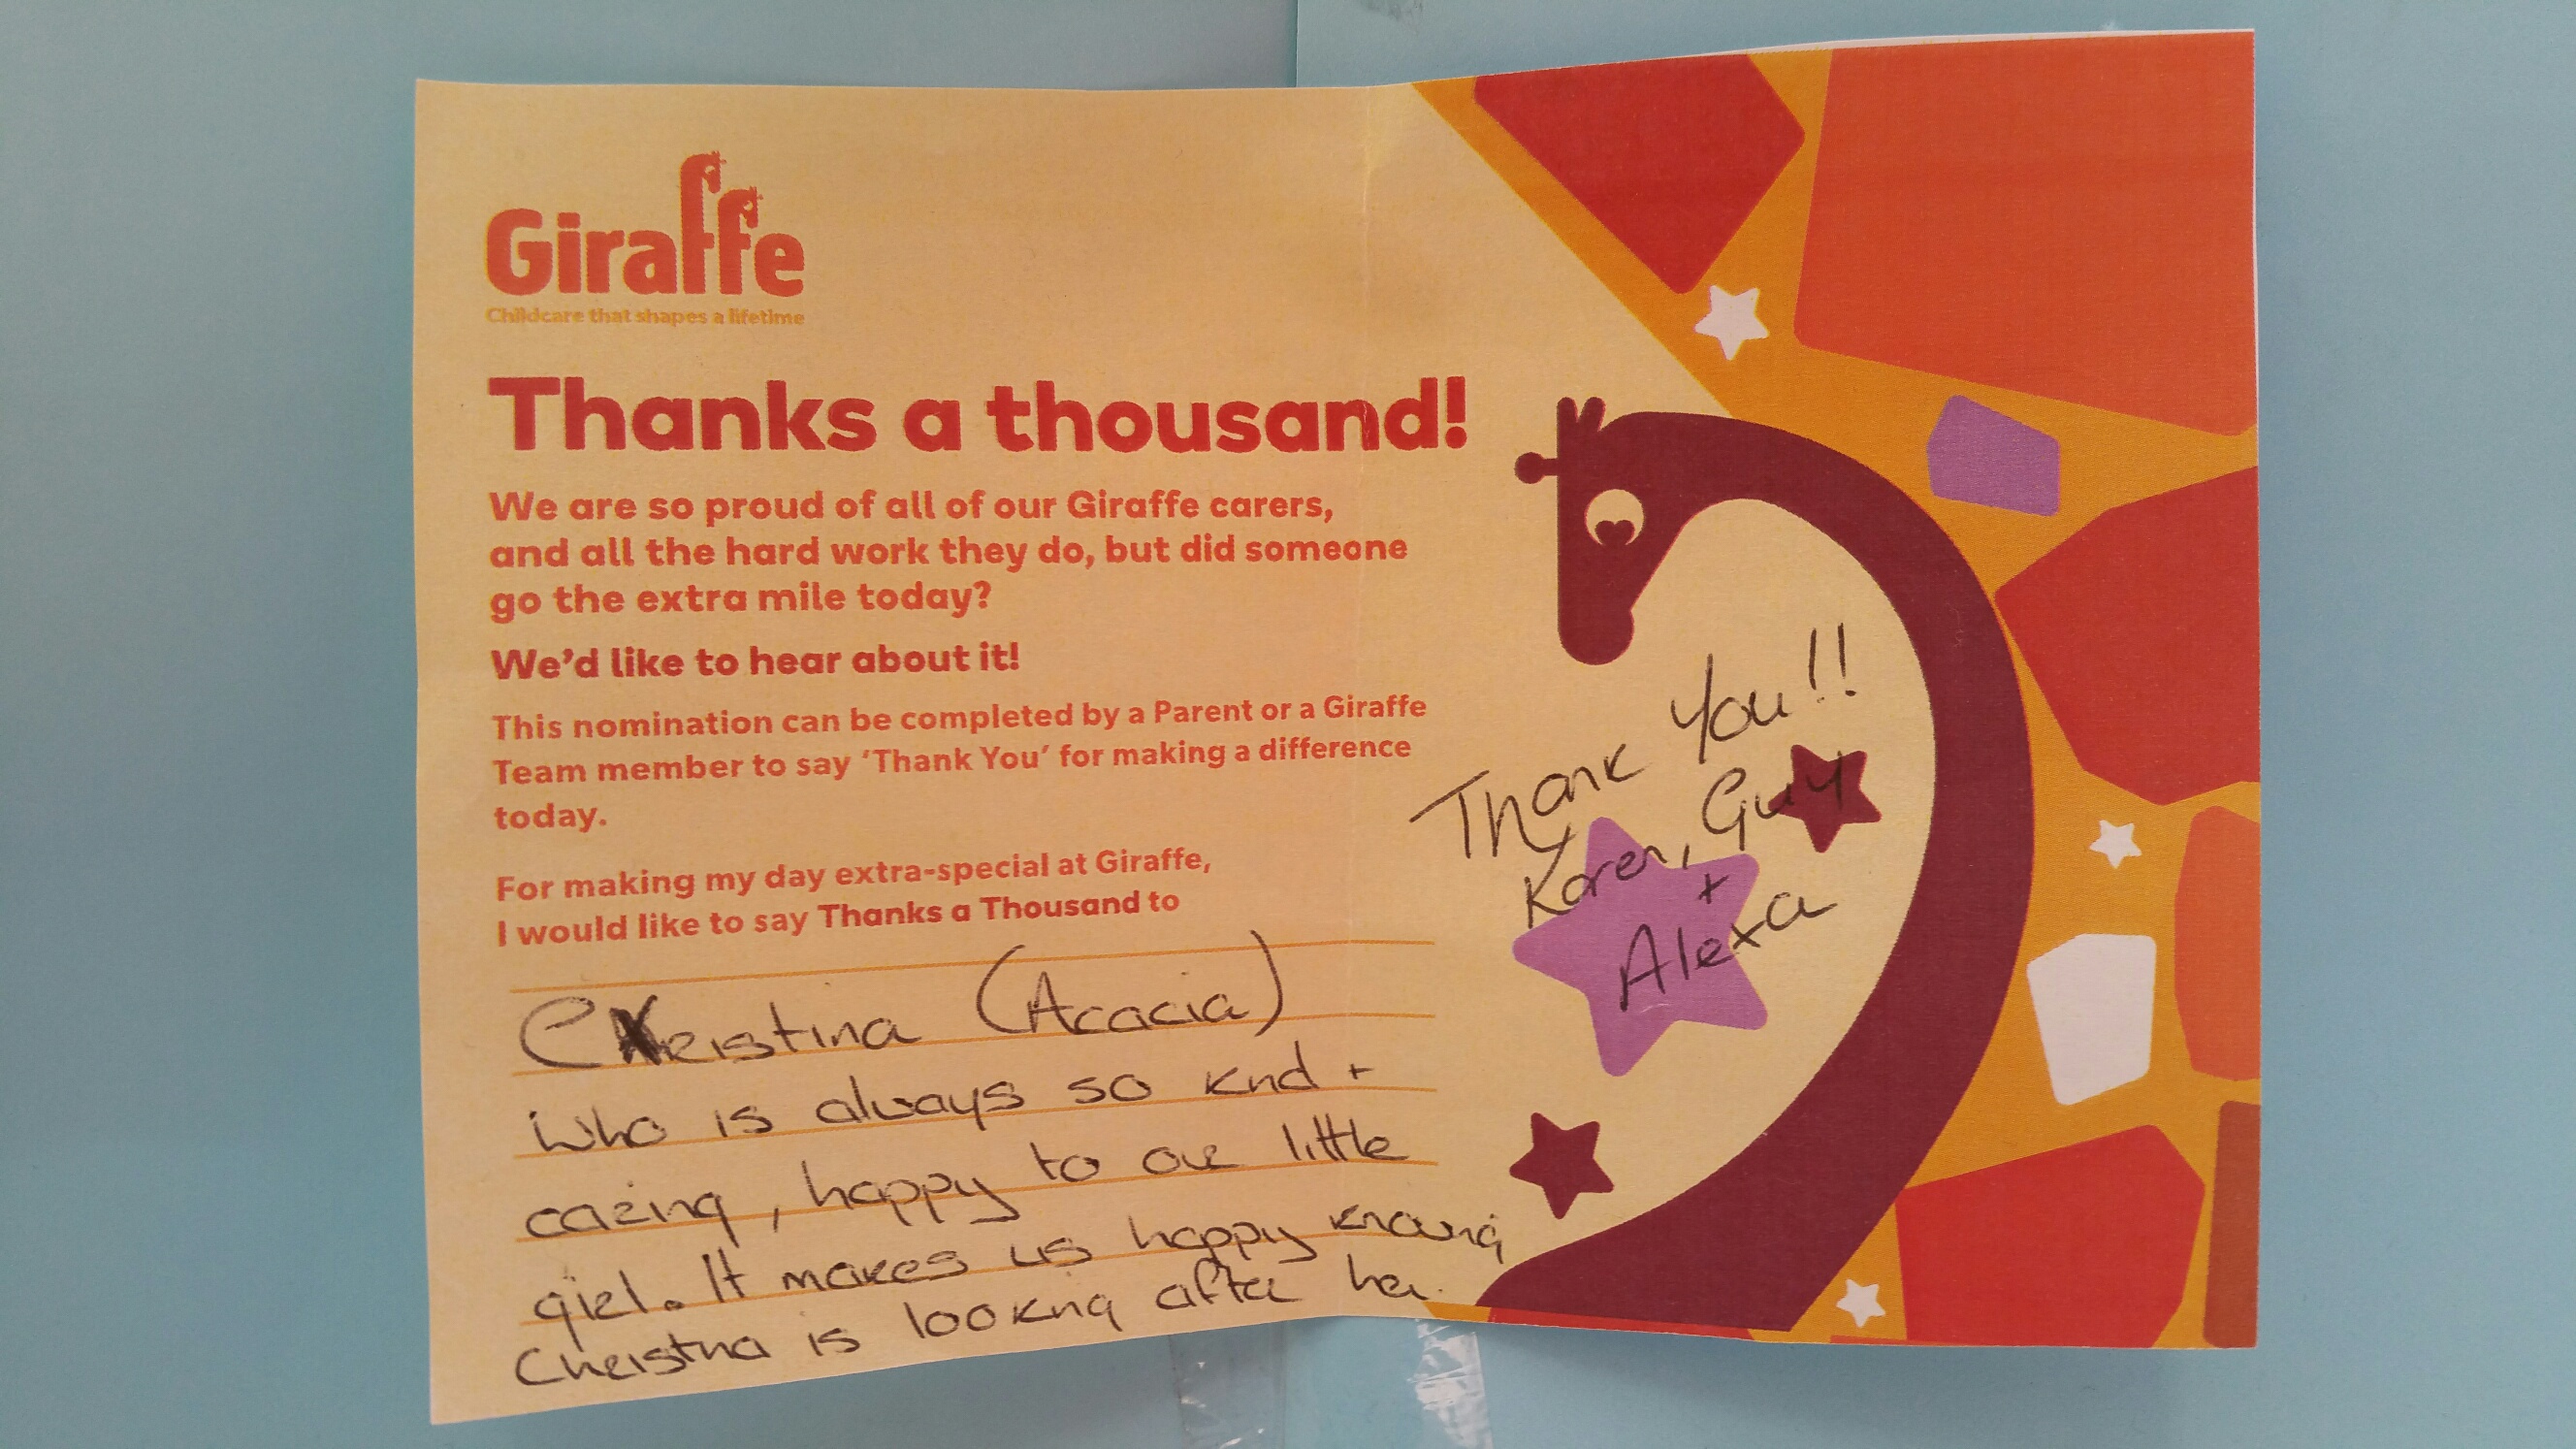 Giraffe
Childcare that shapes a lifetime
Thanks a thousand!
We are so proud of all of our Giraffe carers,
and all the hard work they do, but did someone
go the extra mile today?
We'd like to hear about it!
This nomination can be completed by a Parent or a Giraffe
Team member to say 'Thank You' for making a difference
today.
For making my day extra-special at Giraffe,
I would like to say Thanks a Thousand to
Christina (Acacia)
who is always so kind +
caring, happy to our little
girl. It makes us happy knowing
Christina is looking after her.
Thank You!!
Karen, Guy
+
Alexa